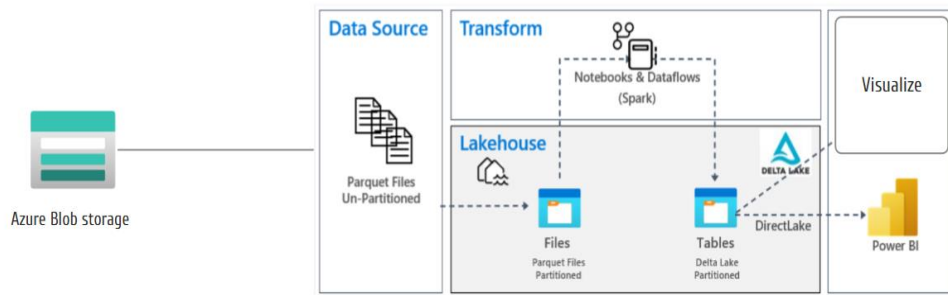 Azure Blob storage
Data Source
Parquet Files
Un-Partitioned
Transform
Notebooks & Dataflows
(Spark)
Lakehouse
DELTA LAKE
Files
Parquet Files
Partitioned
Tables
Delta Lake
Partitioned
DirectLake
Visualize
Power BI